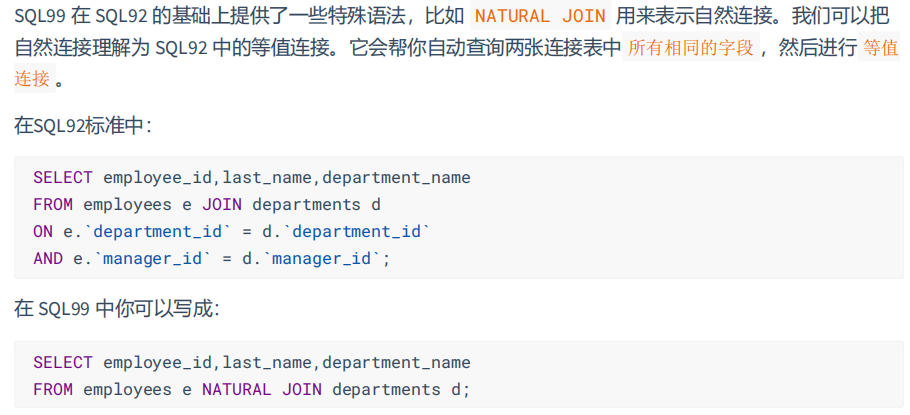 SQL99 在 SQL92 的基础上提供了一些特殊语法，比如 NATURAL JOIN 用来表示自然连接。我们可以把
自然连接理解为 SQL92 中的等值连接。它会帮你自动查询两张连接表中 所有相同的字段 ，然后进行 等值
连接 。
在SQL92标准中：
SELECT employee_id,last_name,department_name
FROM employees e JOIN departments d
ON e.`department_id` = d.`department_id`
AND e.`manager_id` = d.`manager_id`;
在 SQL99 中你可以写成：
SELECT employee_id,last_name,department_name
FROM employees e NATURAL JOIN departments d;